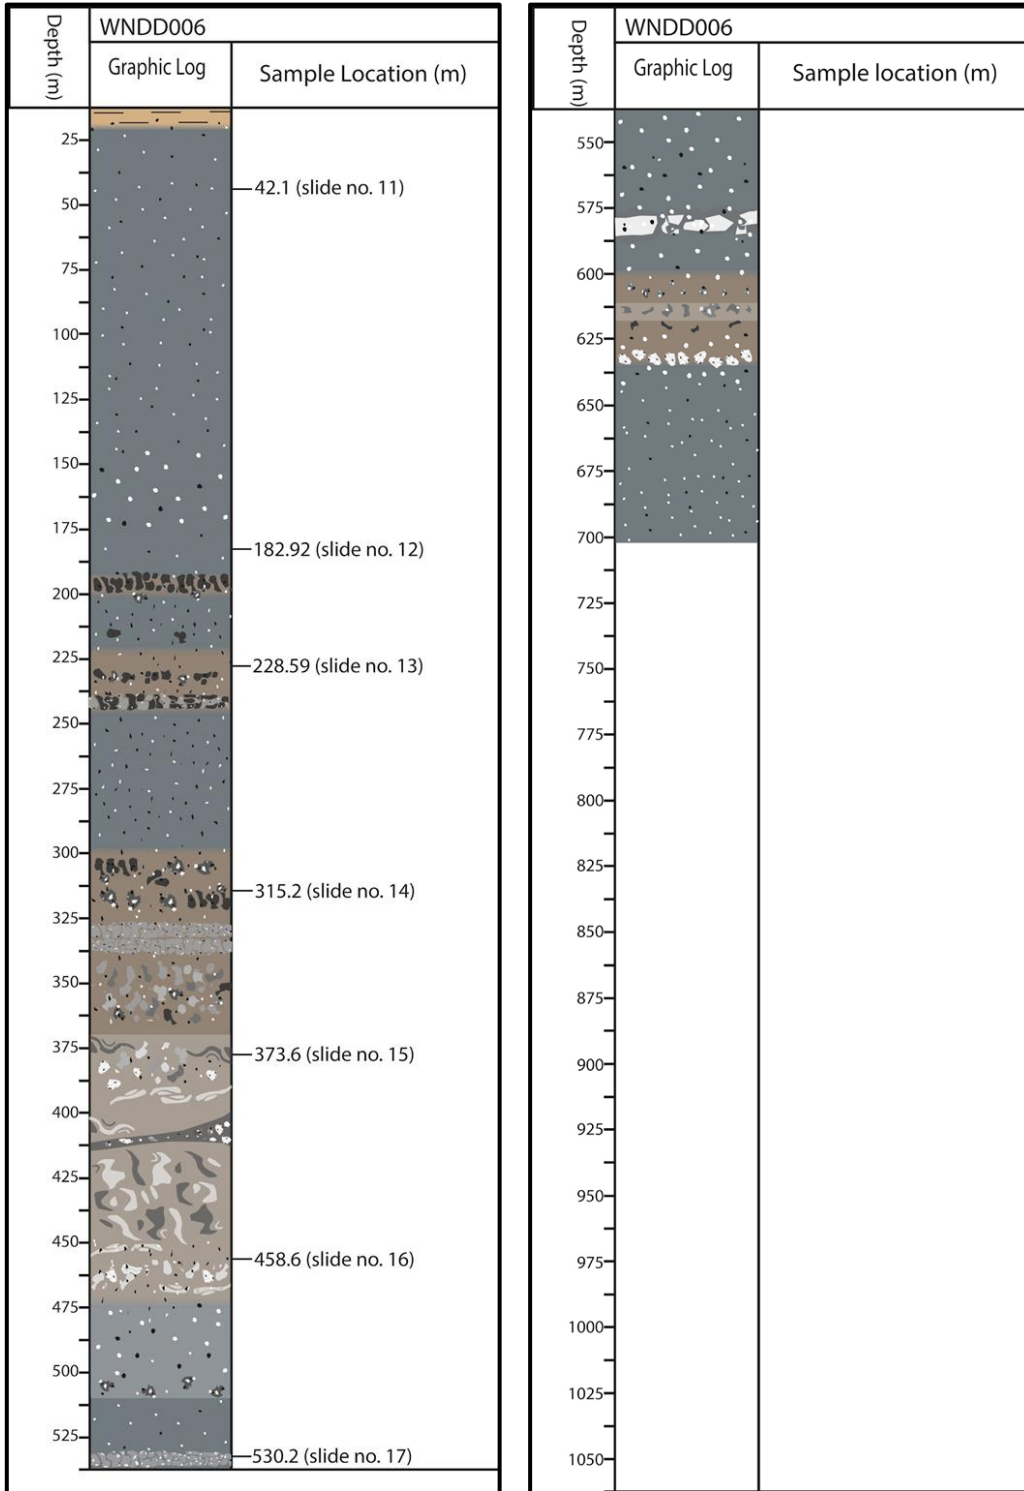 WNDD006
Depth (m)
Graphic Log
Sample Location (m)
25
42.1 (slide no. 11)
50
75
100
125
150
175
182.92 (slide no. 12)
200
225
228.59 (slide no. 13)
250
275
300
315.2 (slide no. 14)
325
350
375
373.6 (slide no. 15)
400
425
450
458.6 (slide no. 16)
475
500
525
530.2 (slide no. 17)
WNDD006
Depth (m)
Graphic Log
Sample location (m)
550
575
600
625
650
675
700
725
750
775
800
825
850
875
900
925
950
975
1000
1025
1050